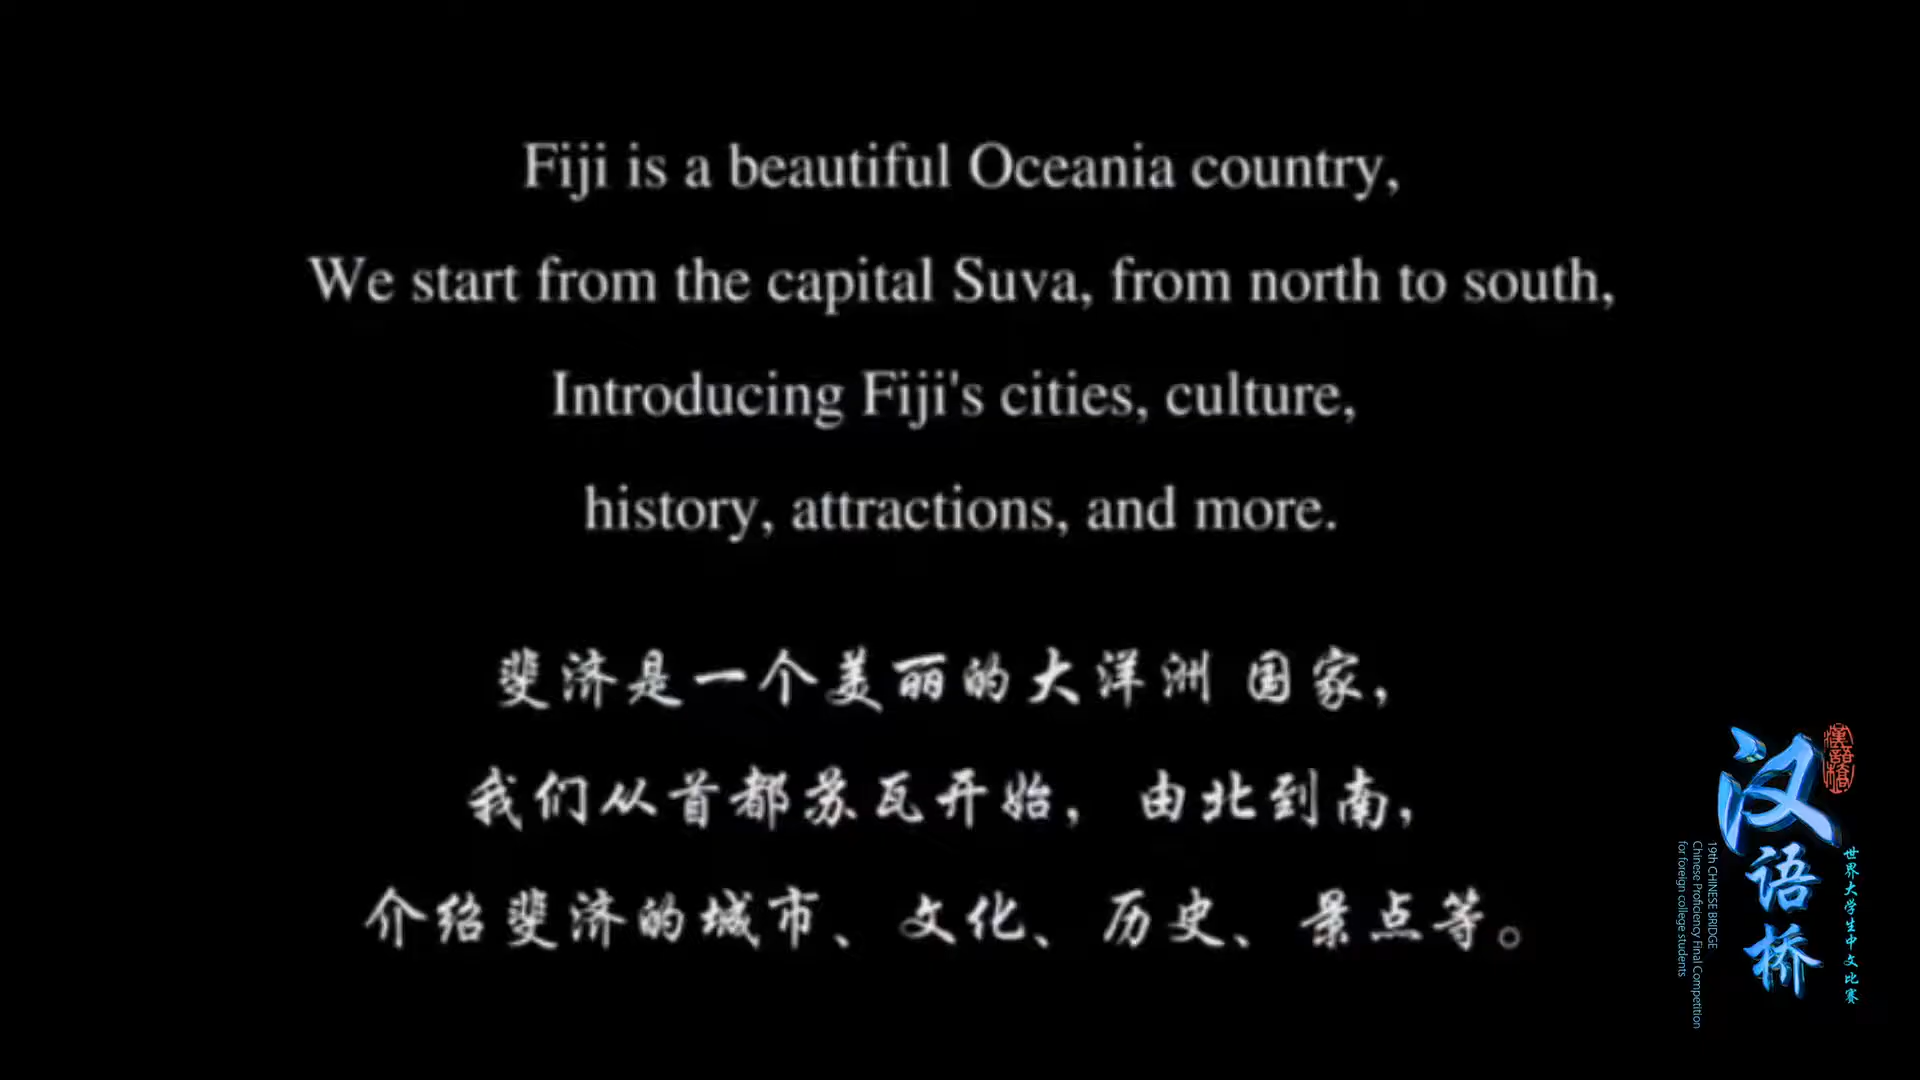 Fiji is a beautiful Oceania country,
We start from the capital Suva, from north to south,
Introducing Fiji's cities, culture,
history, attractions, and more.
斐济是一个美丽的大洋洲 国家，
我们从首都苏瓦开始，由北到南，
介绍斐济的城市、文化、历史、景点等。
汉语桥
漢語橋
世界大学生中文比赛
19th CHINESE BRIDGE
Chinese Proficiency Final Competition
for foreign college students